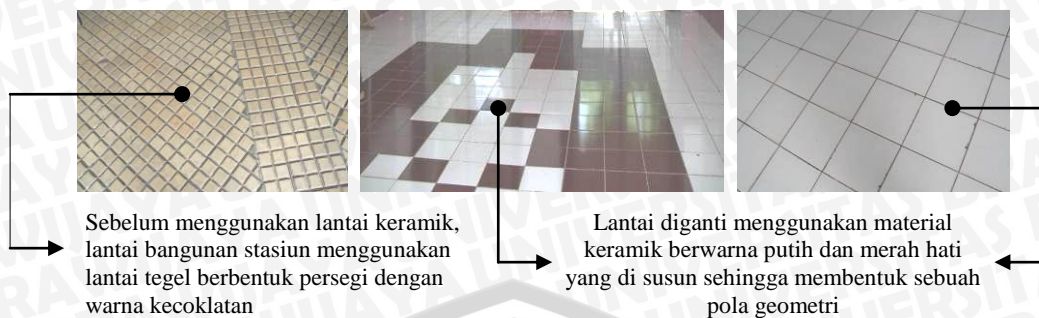 Sebelum menggunakan lantai keramik,
lantai bangunan stasiun menggunakan
lantai tegel berbentuk persegi dengan
warna kecoklatan
Lantai diganti menggunakan material
keramik berwarna putih dan merah hati
yang di susun sehingga membentuk sebuah
pola geometri